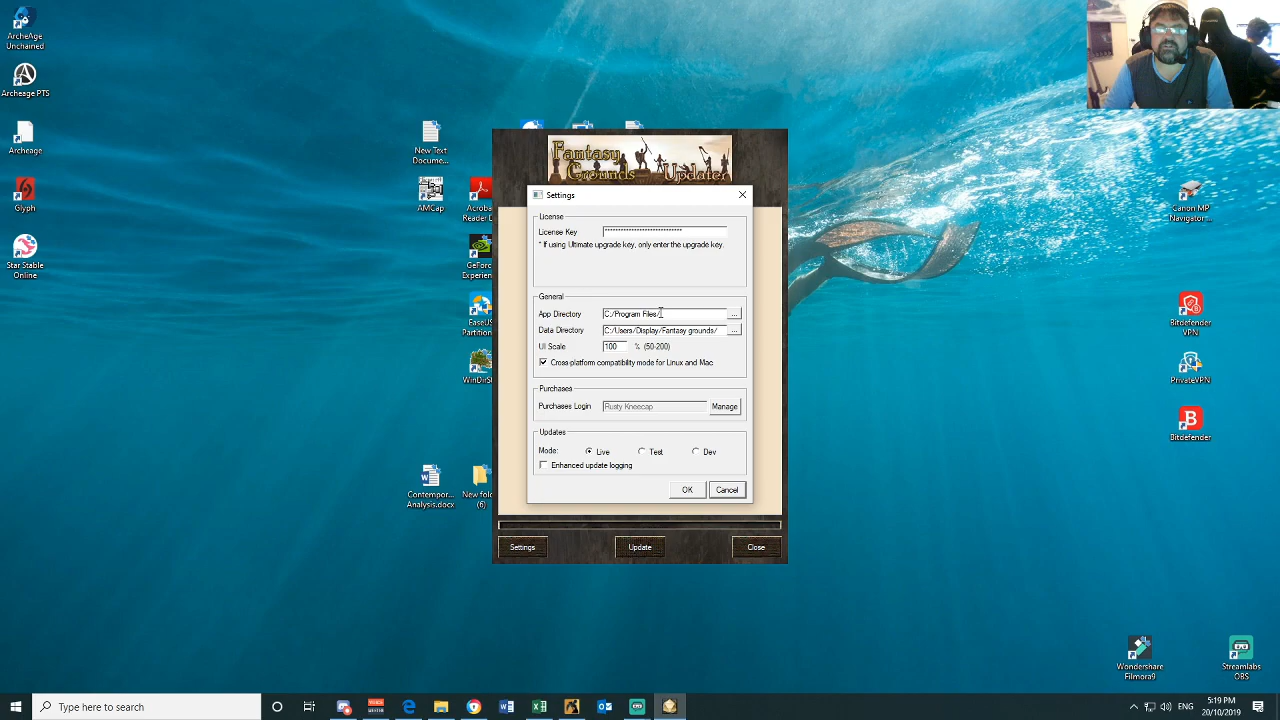 ArcheAge
Unchained
Archeage PTS
Archeage
Glyph
Star Stable
Online
New Text
Docume...
AMCap
Acroba
Reader D
GeForc
Experien
EaseUS
Partition
WinDirSt
Contempor...
Analysis.docx
New fold
(6)
Fantasy
Grounds Updater
Settings
License
License Key
****************************
* If using Ultimate upgrade key, only enter the upgrade key.
General
App Directory C:/Program Files/ ...
Data Directory C:/Users/Display/Fantasy grounds/ ...
UI Scale 100 % (50-200)
Cross-platform compatibility mode for Linux and Mac
Purchases
Purchases Login Rusty Kneecap Manage
Updates
Mode: Live Test Dev
Enhanced update logging
OK Cancel
Settings Update Close
Canon MP
Navigator...
Bitdefender
VPN
PrivateVPN
Bitdefender
Wondershare
Filmora9
Streamlabs
OBS
Type here to search
ENG
5:19 PM
20/10/2019